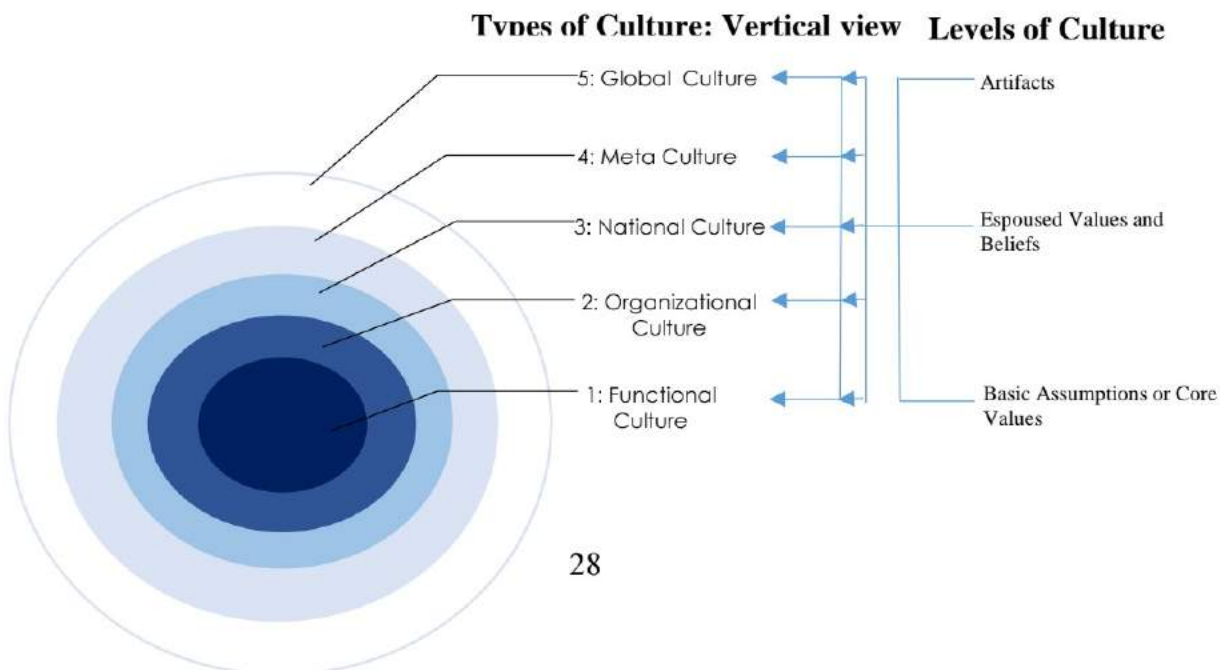 Types of Culture: Vertical view Levels of Culture
5: Global Culture
Artifacts
4: Meta Culture
3: National Culture
Espoused Values and
Beliefs
2: Organizational
Culture
1: Functional
Culture
Basic Assumptions or Core
Values
28